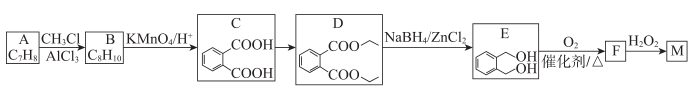 A
C₇H₈
CH₃Cl
AlCl₃
B
C₈H₁₀
KMnO₄/H⁺
C
COOH
COOH
D
COO
COO
NaBH₄/ZnCl₂
E
OH
OH
O₂
催化剂/△
F
H₂O₂
M